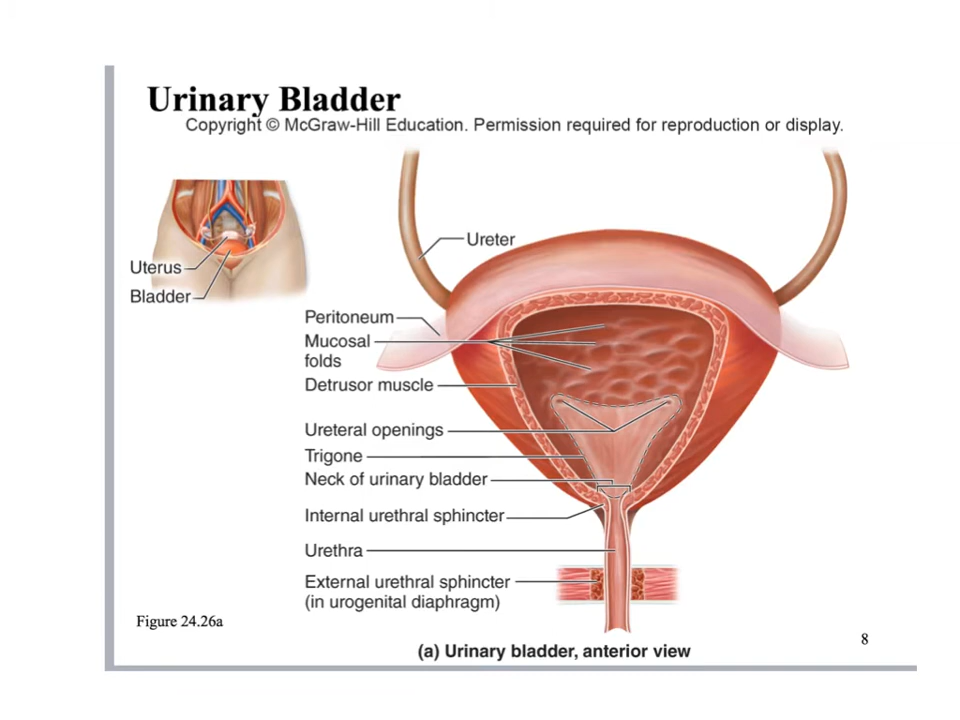 Urinary Bladder
Copyright © McGraw-Hill Education. Permission required for reproduction or display.
Ureter
Uterus
Bladder
Peritoneum
Mucosal
folds
Detrusor muscle
Ureteral openings
Trigone
Neck of urinary bladder
Internal urethral sphincter
Urethra
External urethral sphincter
(in urogenital diaphragm)
Figure 24.26a
8
(a) Urinary bladder, anterior view